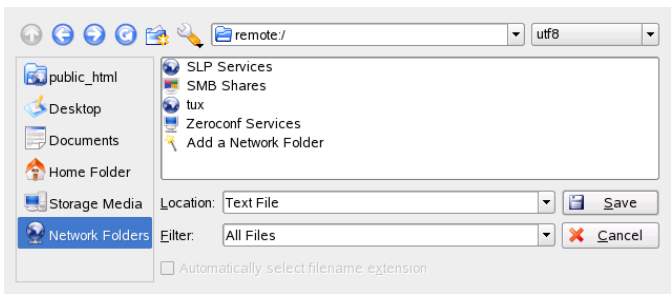 remote:/
utf8
public_html
Desktop
Documents
Home Folder
Storage Media
Network Folders
SLP Services
SMB Shares
tux
Zeroconf Services
Add a Network Folder
Location: Text File
Save
Filter: All Files
Cancel
Automatically select filename extension